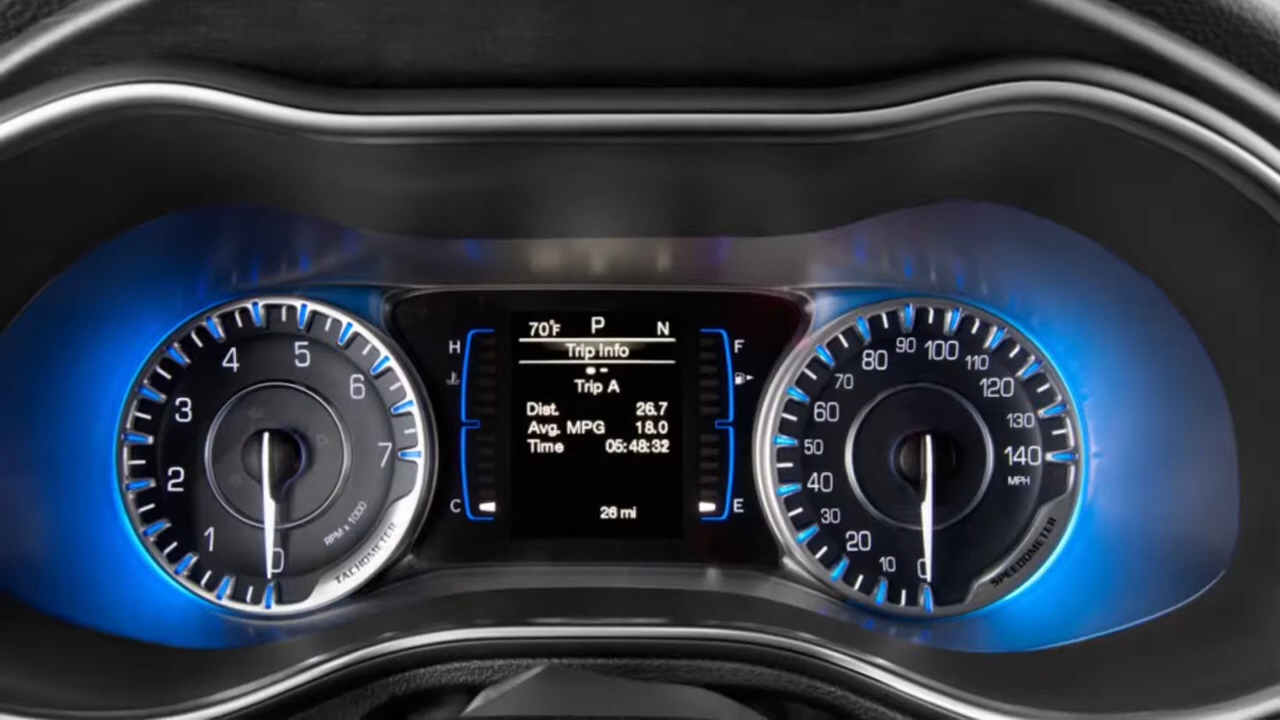 70°F P N
Trip Info
Trip A
Dist. 26.7
Avg. MPG 18.0
Time 05:48:32
26 mi
H
C
F
E
0
1
2
3
4
5
6
7
RPM x 1000
TACHOMETER
0
10
20
30
40
50
60
70
80
90
100
110
120
130
140
MPH
SPEEDOMETER